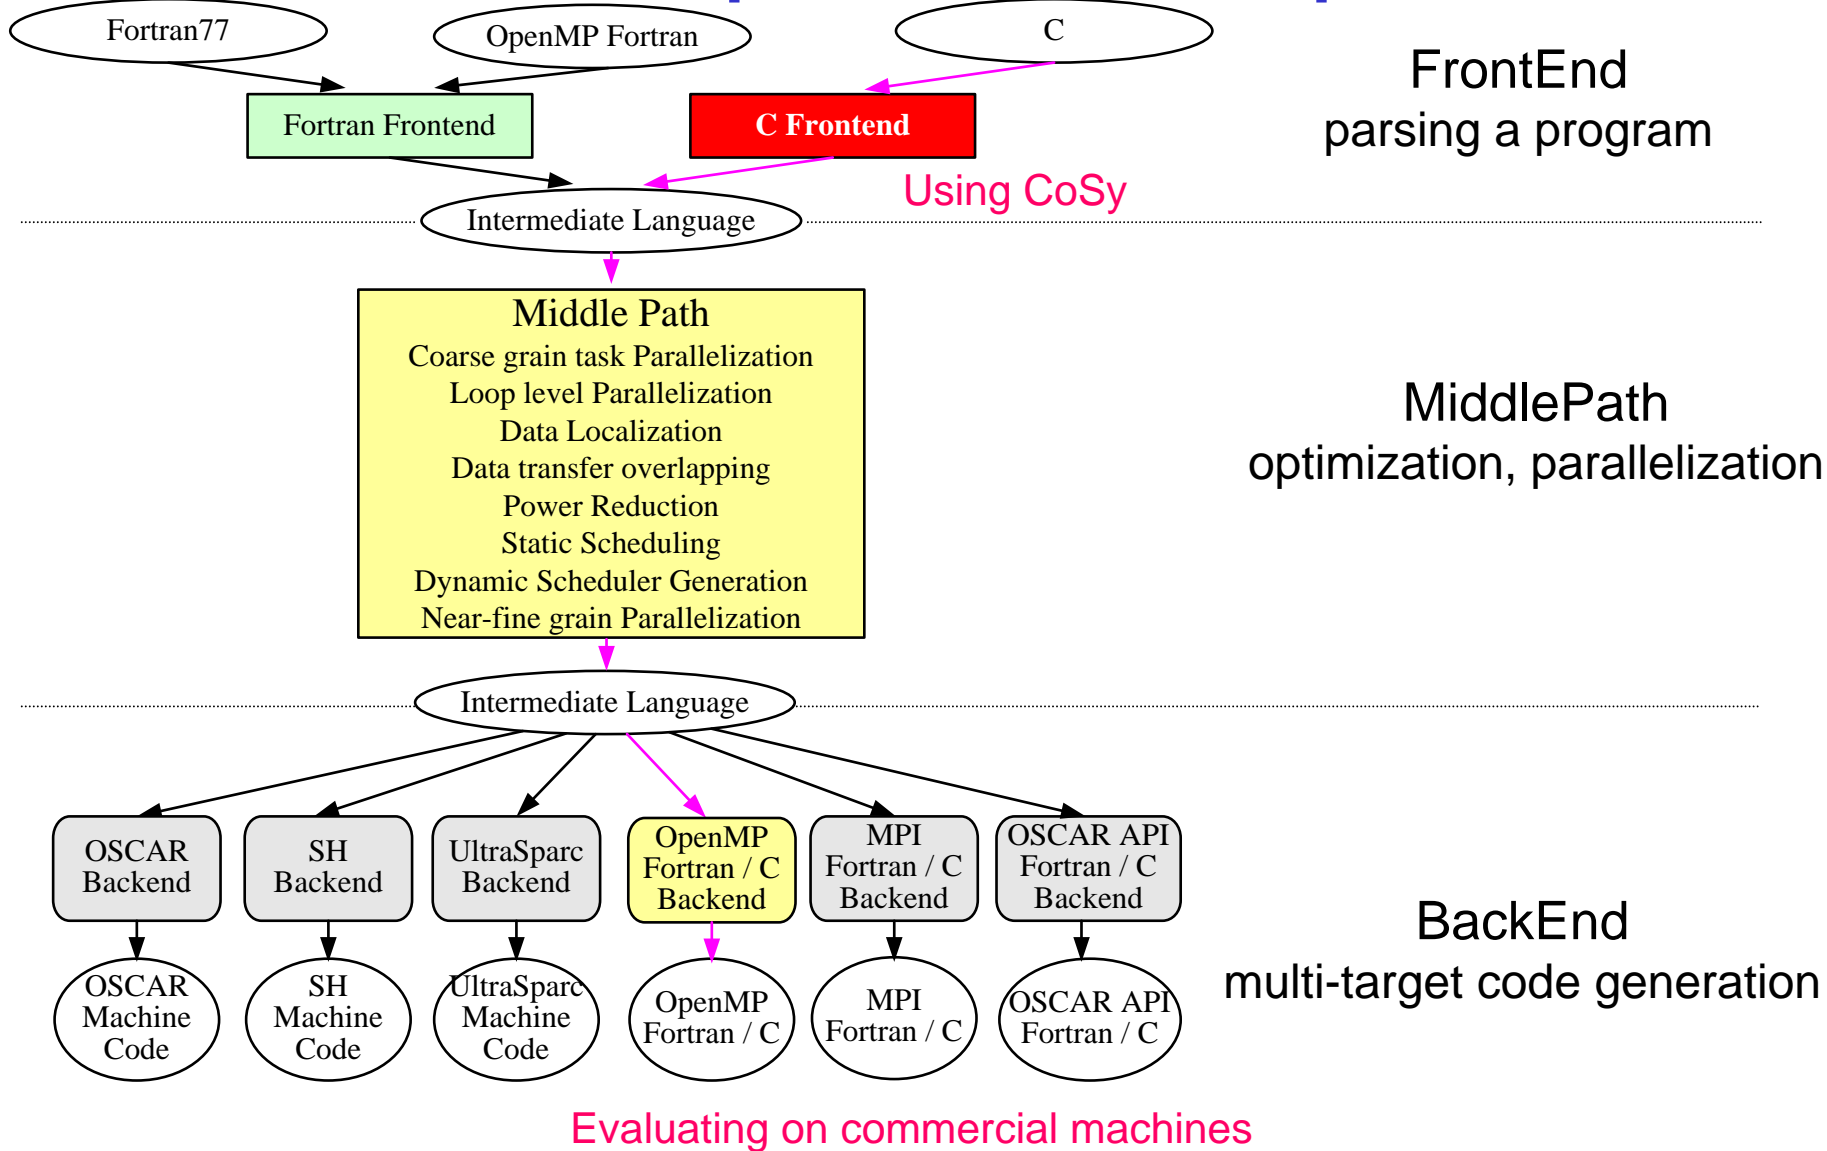 Fortran77
OpenMP Fortran
C
FrontEnd
parsing a program
Fortran Frontend
C Frontend
Using CoSy
Intermediate Language
Middle Path
Coarse grain task Parallelization
Loop level Parallelization
Data Localization
Data transfer overlapping
Power Reduction
Static Scheduling
Dynamic Scheduler Generation
Near-fine grain Parallelization
MiddlePath
optimization, parallelization
Intermediate Language
OSCAR
Backend
SH
Backend
UltraSparc
Backend
OpenMP
Fortran / C
Backend
MPI
Fortran / C
Backend
OSCAR API
Fortran / C
Backend
BackEnd
multi-target code generation
OSCAR
Machine
Code
SH
Machine
Code
UltraSparc
Machine
Code
OpenMP
Fortran / C
MPI
Fortran / C
OSCAR API
Fortran / C
Evaluating on commercial machines